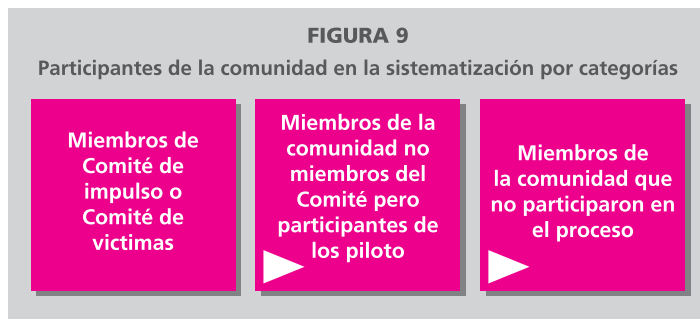 FIGURA 9
Participantes de la comunidad en la sistematización por categorías
Miembros de
Comité de
impulso o
Comité de
victimas
Miembros de la
comunidad no
miembros del
Comité pero
participantes de
los piloto
Miembros de
la comunidad que
no participaron en
el proceso